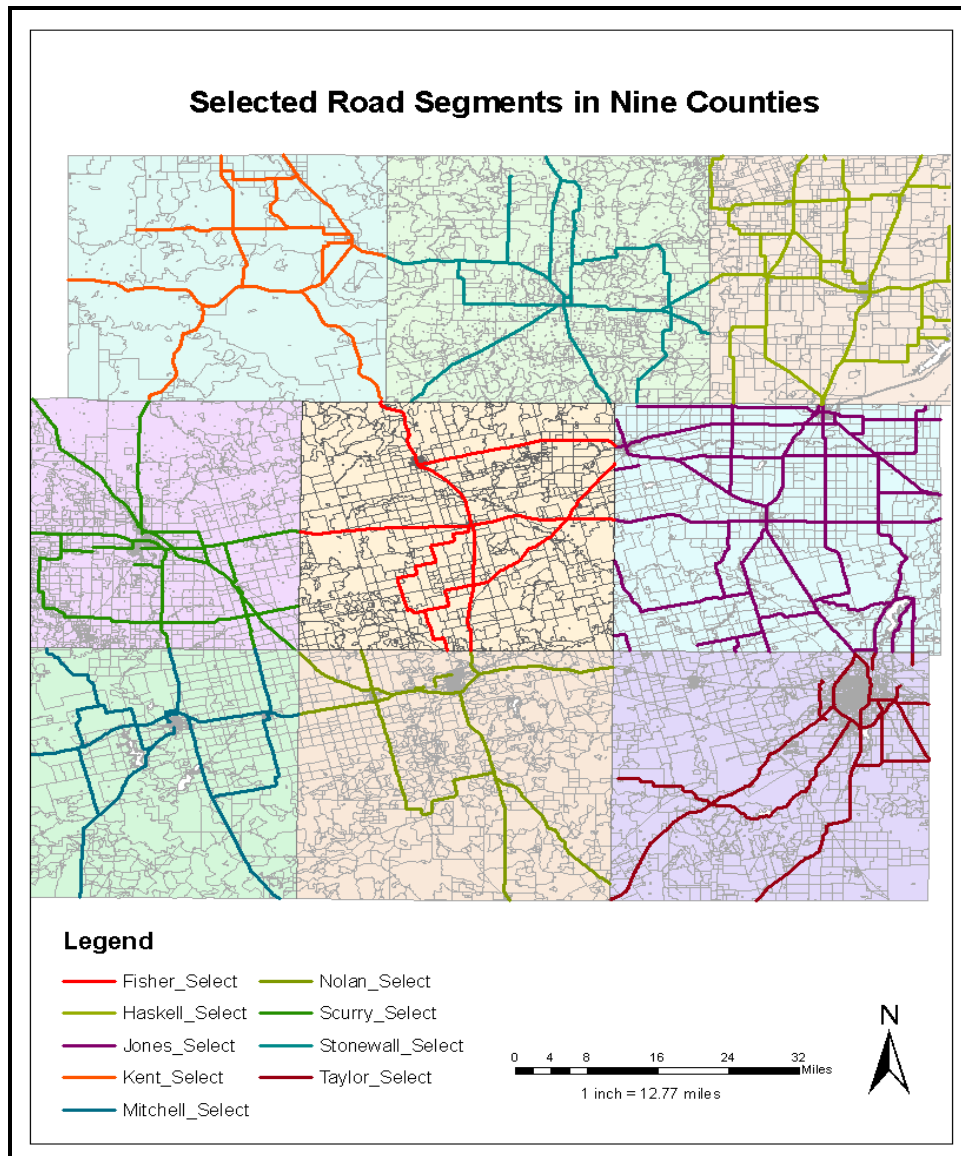 Selected Road Segments in Nine Counties
Legend
Fisher_Select
Haskell_Select
Jones_Select
Kent_Select
Mitchell_Select
Nolan_Select
Scurry_Select
Stonewall_Select
Taylor_Select
0 4 8 16 24 32
Miles
1 inch = 12.77 miles
N